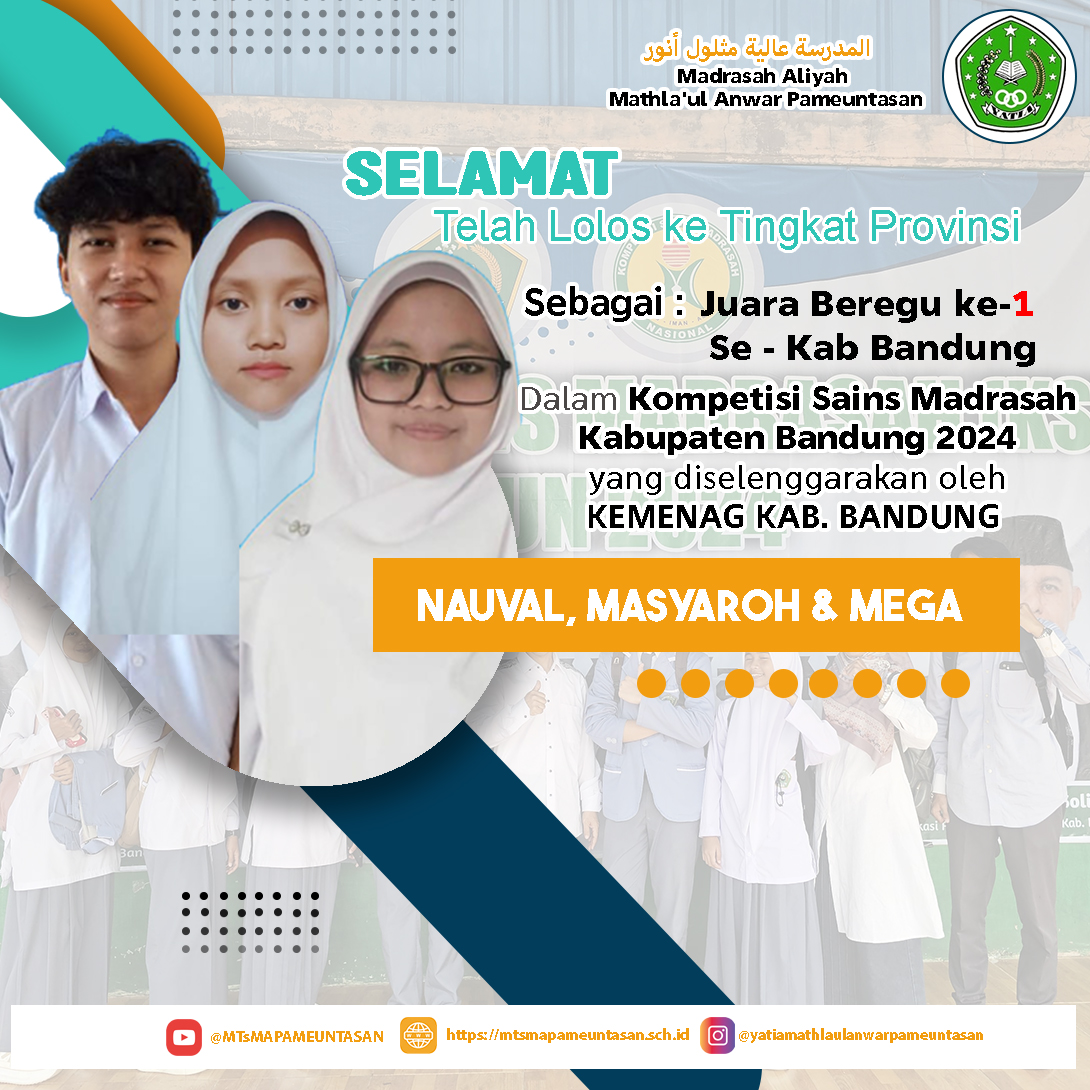 المدرسة عالية مثلول أنور
Madrasah Aliyah
Mathla'ul Anwar Pameuntasan
SELAMAT
Telah Lolos ke Tingkat Provinsi
Sebagai : Juara Beregu ke-1
Se - Kab Bandung
Dalam Kompetisi Sains Madrasah
Kabupaten Bandung 2024
yang diselenggarakan oleh
KEMENAG KAB. BANDUNG
NAUVAL, MASYAROH & MEGA
@MTsMAPAMEUNTASAN
https://mtsmapameuntasan.sch.id
@yatiamathlaulanwarpameuntasan